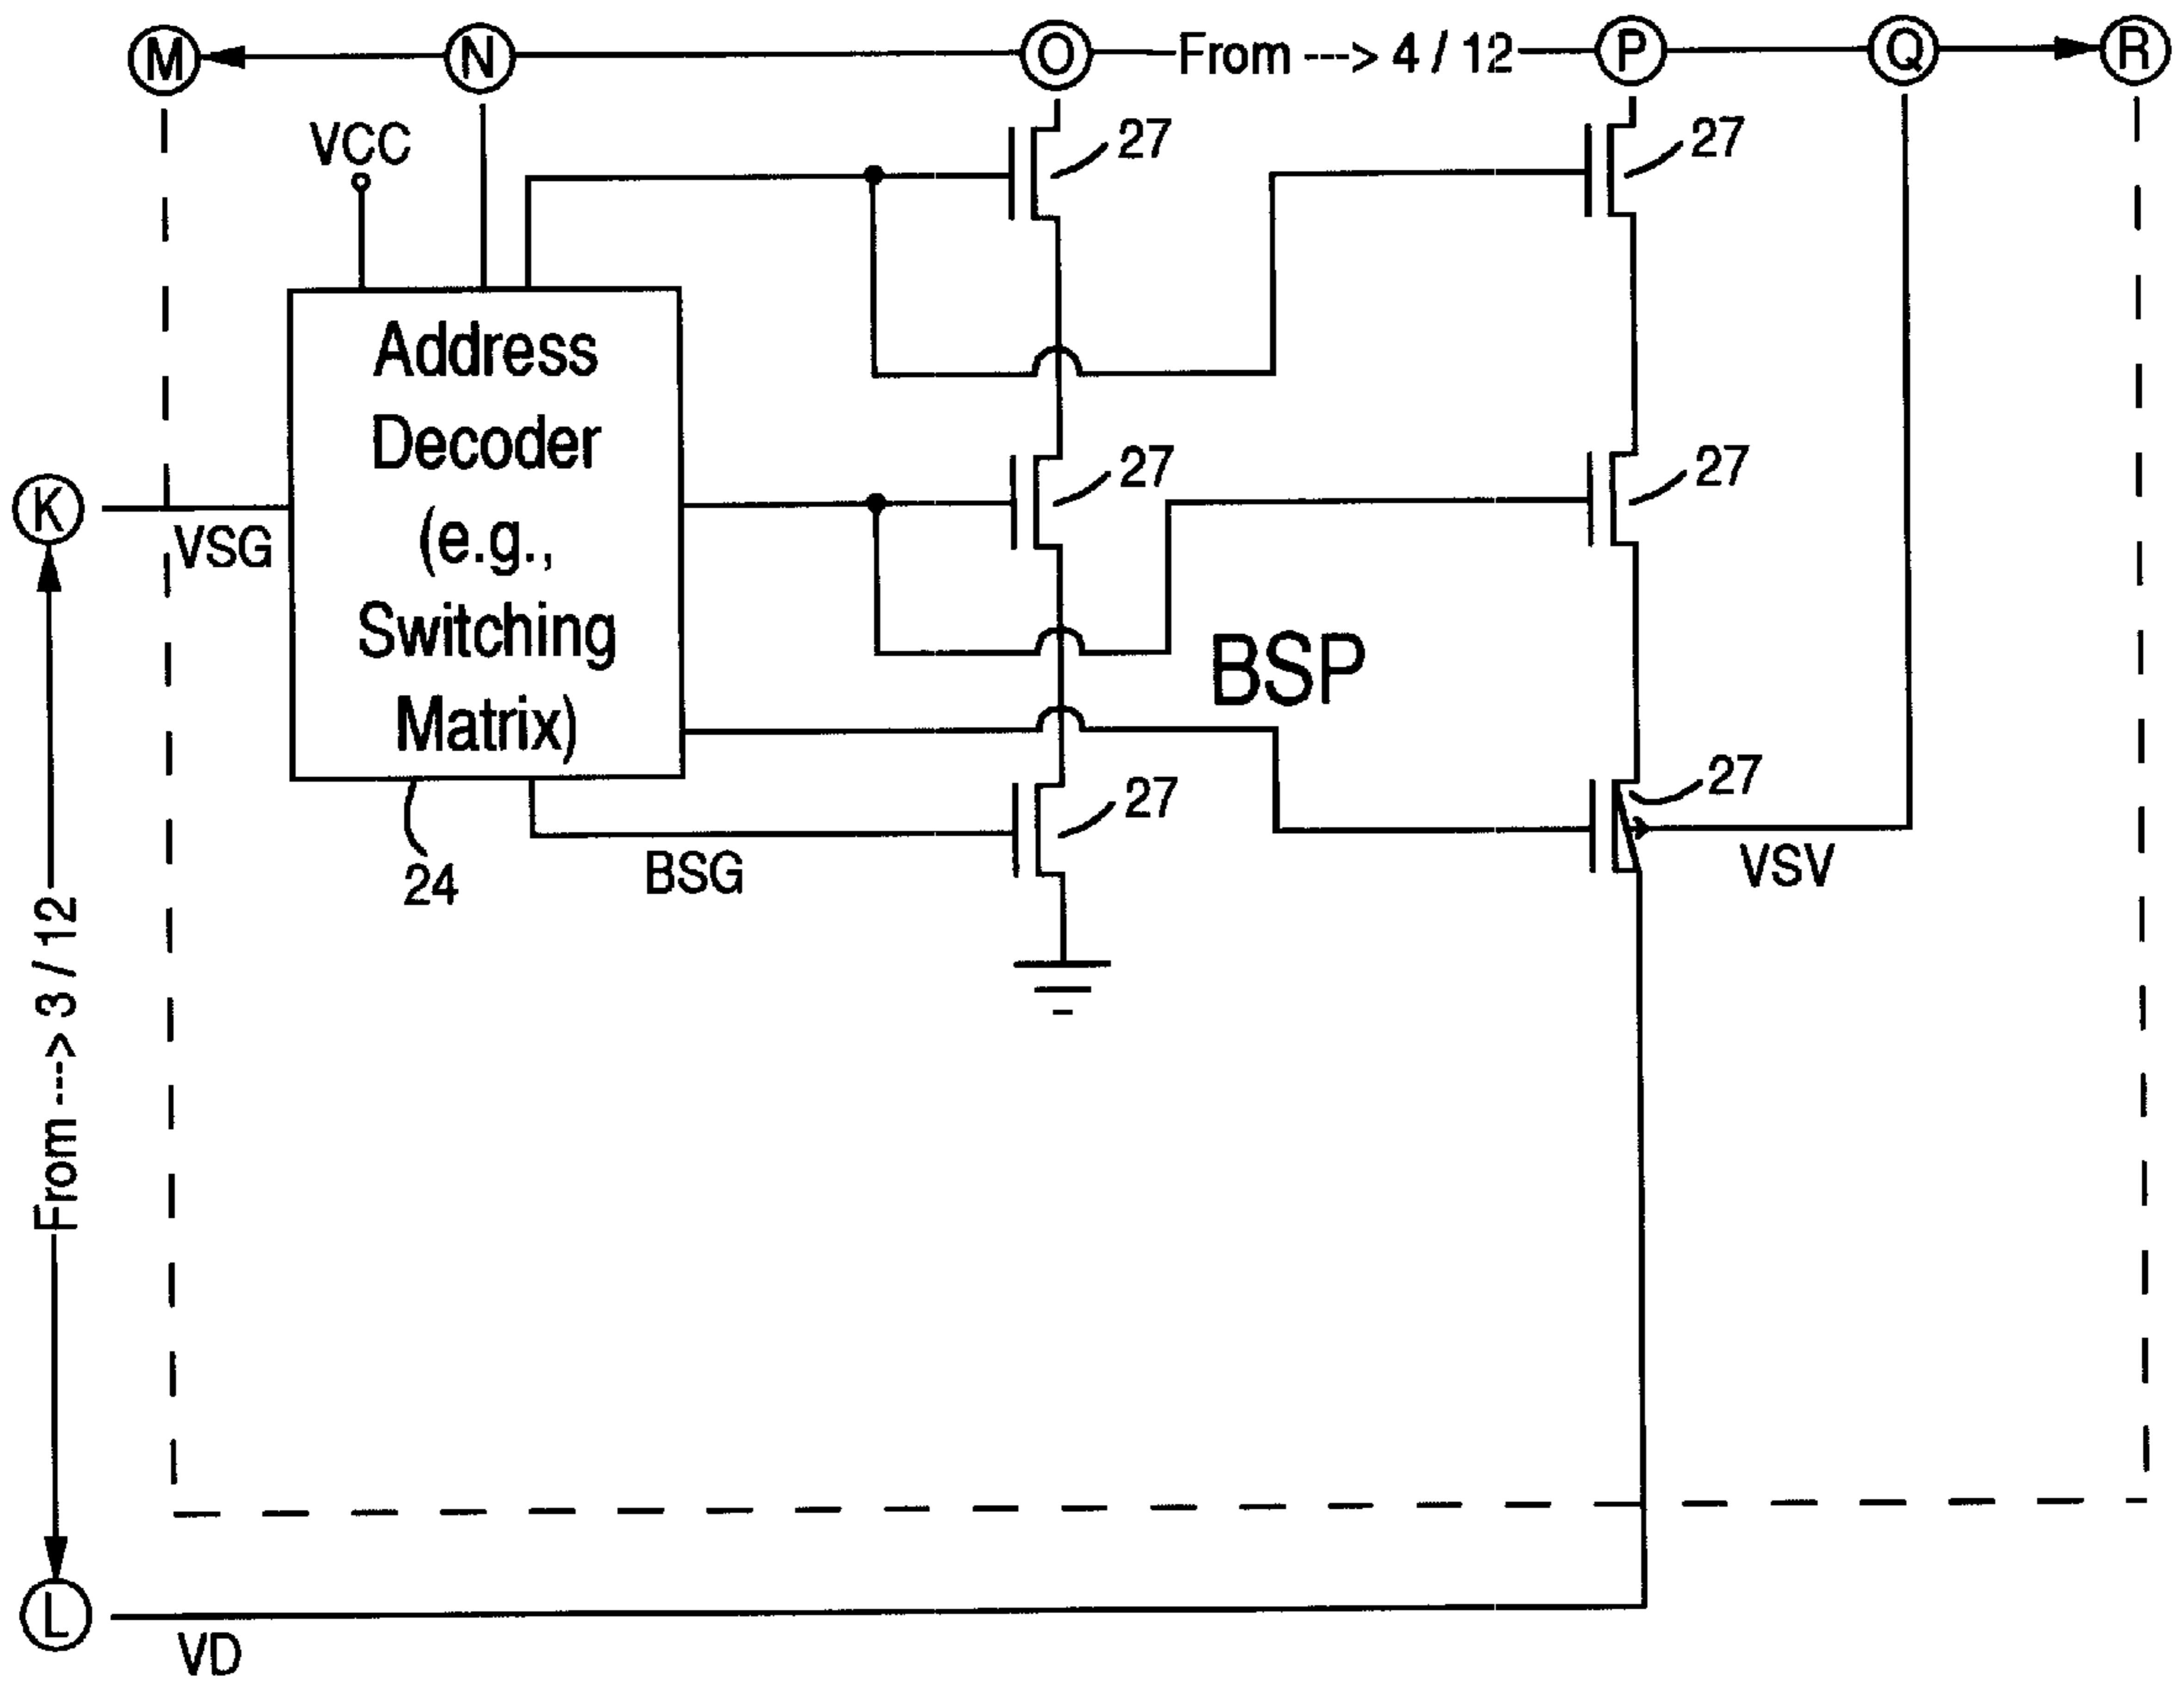 M N O From ---> 4 / 12 P Q R
VCC
27
27
Address
Decoder
(e.g.,
Switching
Matrix)
K
VSG
27
27
BSP
27
27
24
BSG
VSV
From ---> 3 / 12
L
VD